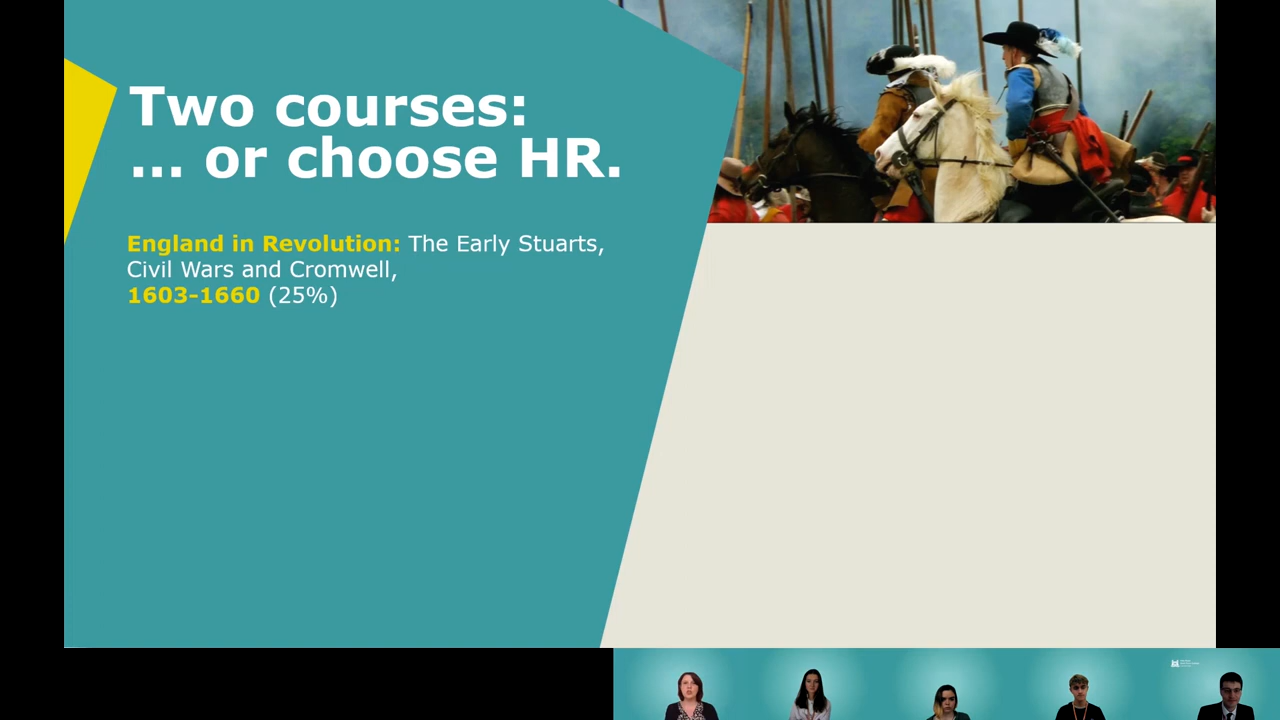 Two courses:
... or choose HR.
England in Revolution: The Early Stuarts,
Civil Wars and Cromwell,
1603-1660 (25%)